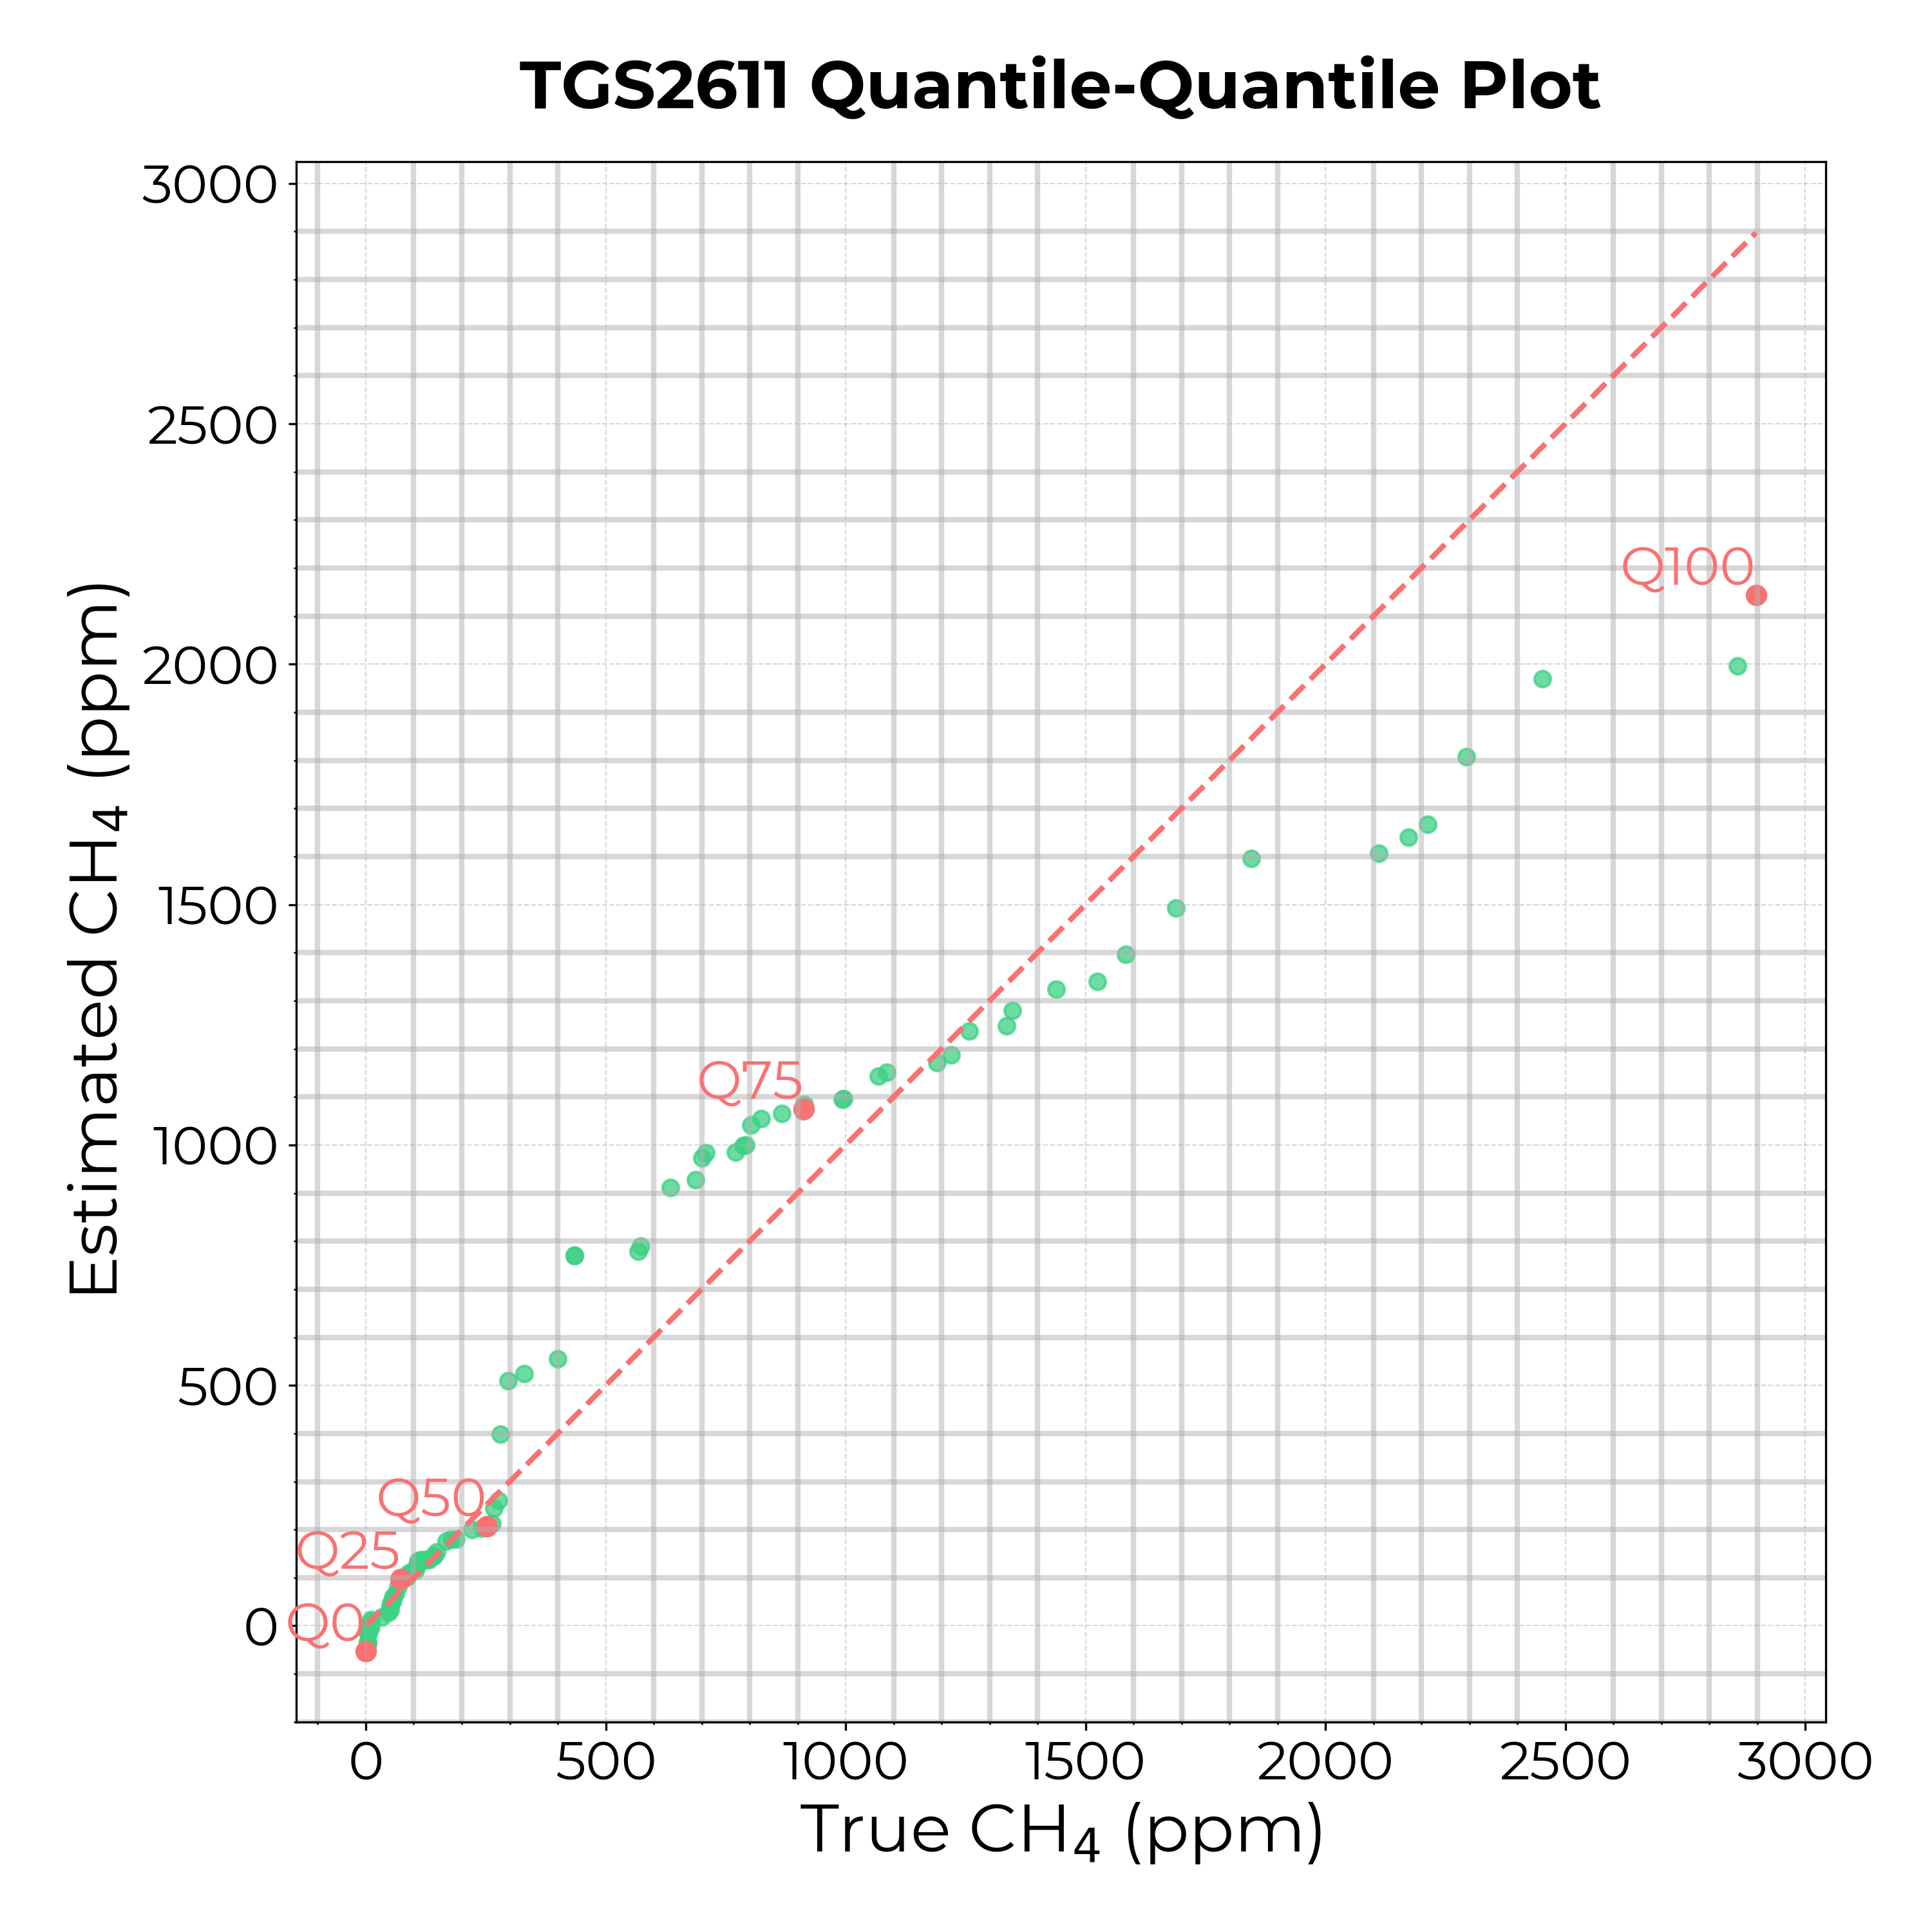 TGS2611 Quantile-Quantile Plot
3000
2500
2000
1500
1000
500
0
Estimated CH₄ (ppm)
Q100
Q75
Q50
Q25
Q0
0 500 1000 1500 2000 2500 3000
True CH₄ (ppm)